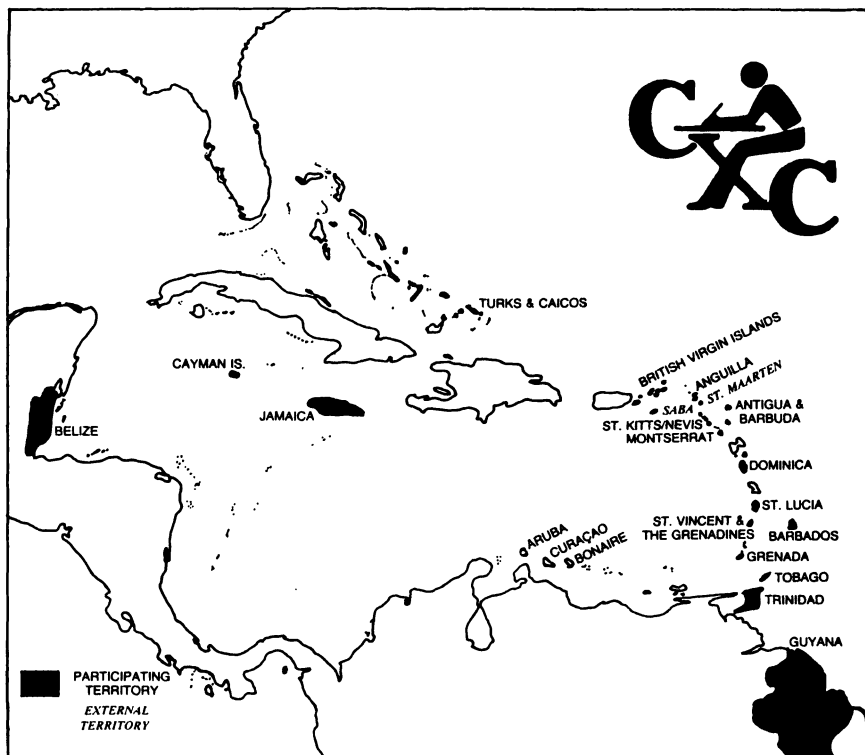 CXC
TURKS & CAICOS
BRITISH VIRGIN ISLANDS
CAYMAN IS.
ANGUILLA
ST. MAARTEN
SABA
JAMAICA
ANTIGUA &
BARBUDA
BELIZE
ST. KITTS/NEVIS
MONTSERRAT
DOMINICA
ST. LUCIA
ST. VINCENT &
THE GRENADINES
BARBADOS
ARUBA
CURAÇAO
BONAIRE
GRENADA
TOBAGO
TRINIDAD
GUYANA
PARTICIPATING
TERRITORY
EXTERNAL
TERRITORY